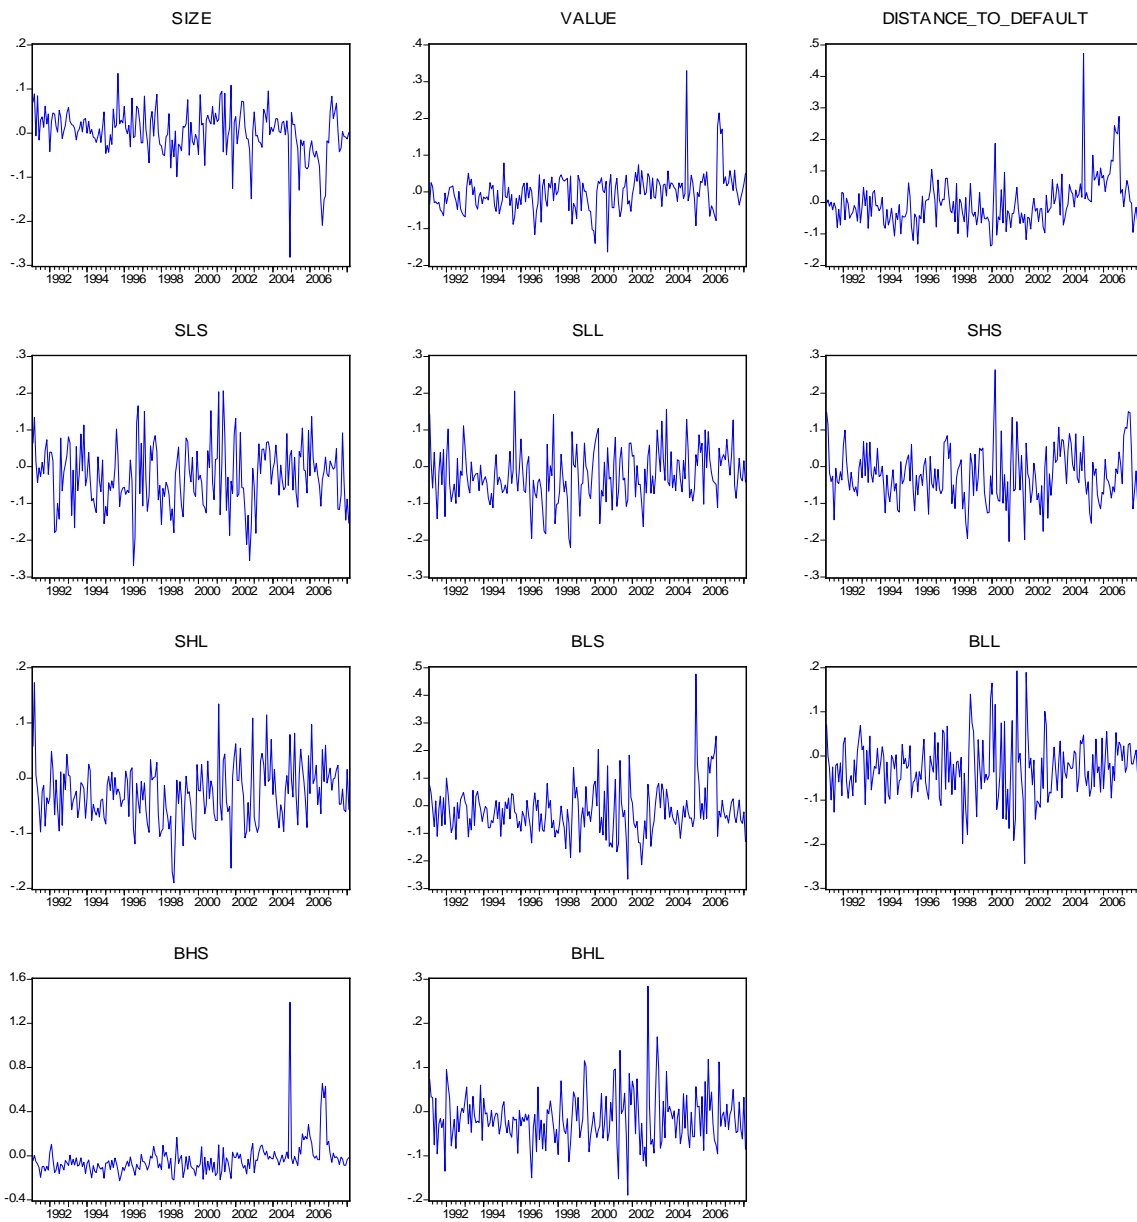 SIZE VALUE DISTANCE_TO_DEFAULT
.2 .4 .5
.3 .4
.1 .2 .3
.0 .1 .2
-.1 .0 .1
.0
-.2 -.1 -.1
-.3 -.2 -.2
1992 1994 1996 1998 2000 2002 2004 2006 1992 1994 1996 1998 2000 2002 2004 2006 1992 1994 1996 1998 2000 2002 2004 2006
SLS SLL SHS
.3 .3 .3
.2 .2 .2
.1 .1 .1
.0 .0 .0
-.1 -.1 -.1
-.2 -.2 -.2
-.3 -.3 -.3
1992 1994 1996 1998 2000 2002 2004 2006 1992 1994 1996 1998 2000 2002 2004 2006 1992 1994 1996 1998 2000 2002 2004 2006
SHL BLS BLL
.2 .5 .2
.4
.1 .3 .1
.2 .0
.0 .1
.0 -.1
-.1 -.1
-.2 -.2
-.2 -.3 -.3
1992 1994 1996 1998 2000 2002 2004 2006 1992 1994 1996 1998 2000 2002 2004 2006 1992 1994 1996 1998 2000 2002 2004 2006
BHS BHL
1.6 .3
1.2 .2
0.8 .1
0.4 .0
0.0 -.1
-0.4 -.2
1992 1994 1996 1998 2000 2002 2004 2006 1992 1994 1996 1998 2000 2002 2004 2006